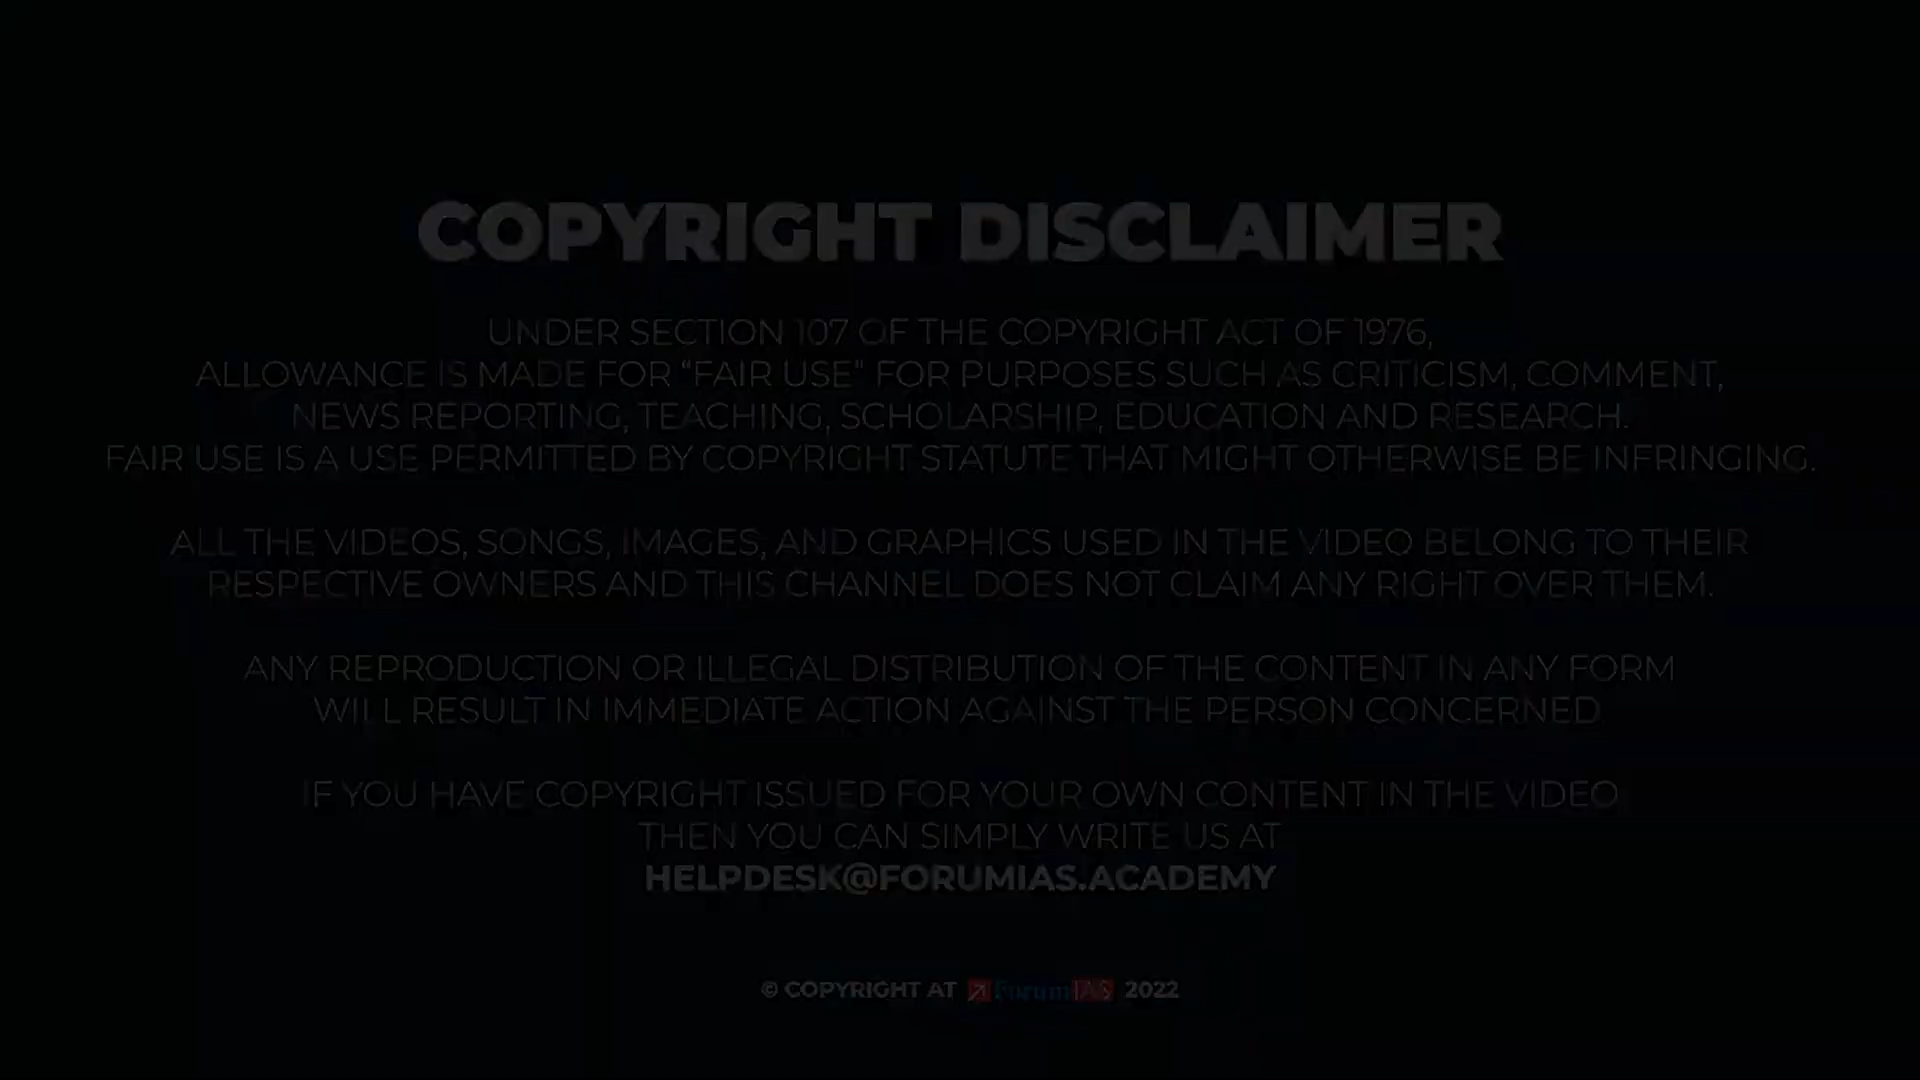 COPYRIGHT DISCLAIMER
UNDER SECTION 107 OF THE COPYRIGHT ACT OF 1976,
ALLOWANCE IS MADE FOR “FAIR USE” FOR PURPOSES SUCH AS CRITICISM, COMMENT,
NEWS REPORTING, TEACHING, SCHOLARSHIP, EDUCATION AND RESEARCH.
FAIR USE IS A USE PERMITTED BY COPYRIGHT STATUTE THAT MIGHT OTHERWISE BE INFRINGING.
ALL THE VIDEOS, SONGS, IMAGES, AND GRAPHICS USED IN THE VIDEO BELONG TO THEIR
RESPECTIVE OWNERS AND THIS CHANNEL DOES NOT CLAIM ANY RIGHT OVER THEM.
ANY REPRODUCTION OR ILLEGAL DISTRIBUTION OF THE CONTENT IN ANY FORM
WILL RESULT IN IMMEDIATE ACTION AGAINST THE PERSON CONCERNED
IF YOU HAVE COPYRIGHT ISSUED FOR YOUR OWN CONTENT IN THE VIDEO
THEN YOU CAN SIMPLY WRITE US AT
HELPDESK@FORUMIAS.ACADEMY
© COPYRIGHT AT ForumIAS 2022